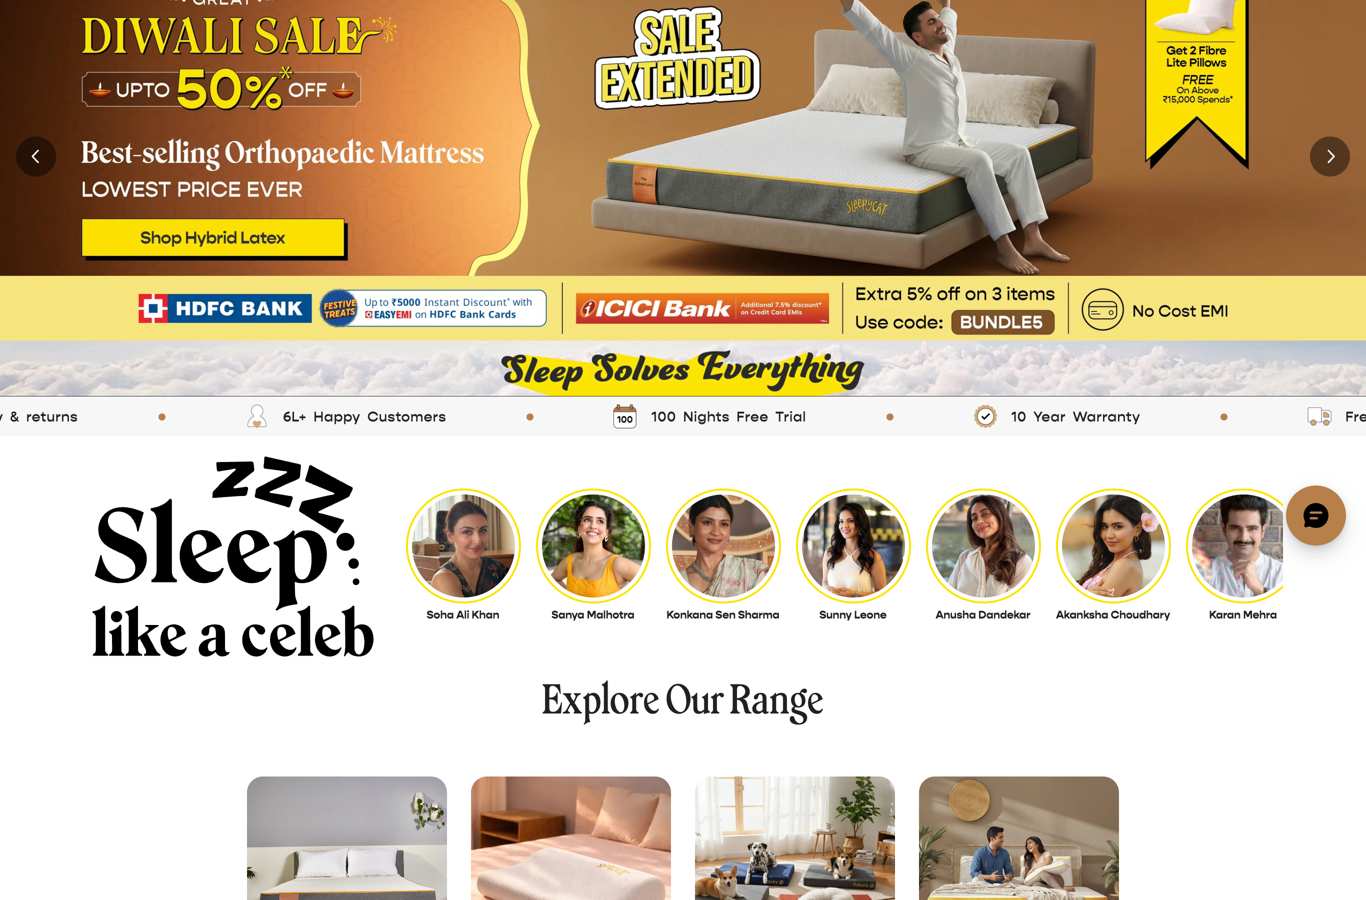 GREAT
DIWALI SALE
UPTO 50%* OFF
Best-selling Orthopaedic Mattress
LOWEST PRICE EVER
Shop Hybrid Latex
SALE
EXTENDED
SLEEPYCAT
Get 2 Fibre
Lite Pillows
FREE
On Above
₹15,000 Spends*
HDFC BANK
FESTIVE
TREATS
Up to ₹5000 Instant Discount* with
EASYEMI on HDFC Bank Cards
ICICI Bank
Additional 7.5% discount*
on Credit Card EMIs
Extra 5% off on 3 items
Use code: BUNDLE5
No Cost EMI
Sleep Solves Everything
y & returns
6L+ Happy Customers
100
100 Nights Free Trial
10 Year Warranty
Fre
zzz
Sleep
like a celeb
Soha Ali Khan
Sanya Malhotra
Konkana Sen Sharma
Sunny Leone
Anusha Dandekar
Akanksha Choudhary
Karan Mehra
Explore Our Range